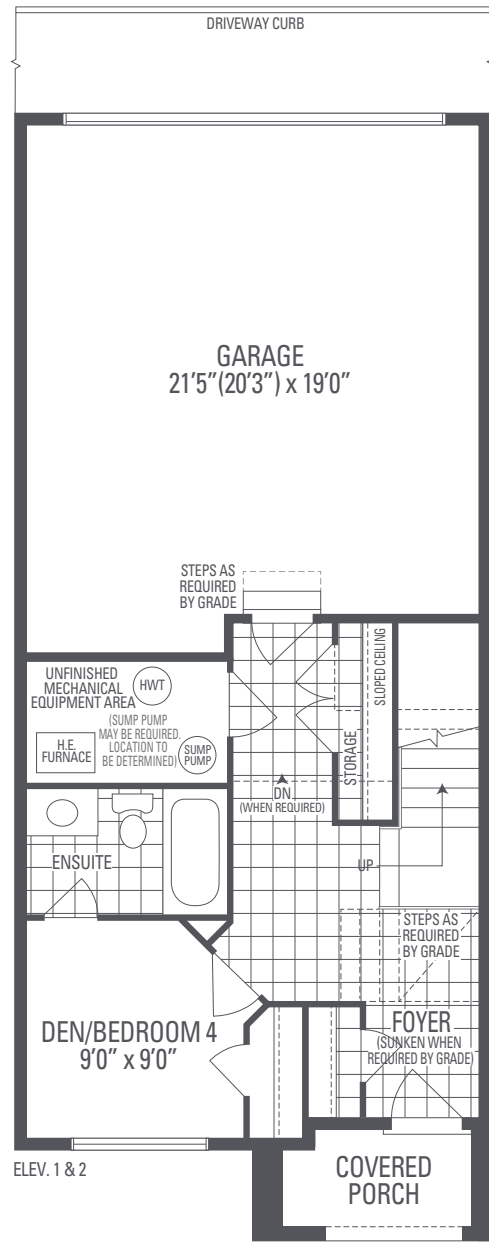 DRIVEWAY CURB
GARAGE
21'5"(20'3") x 19'0"
STEPS AS
REQUIRED
BY GRADE
UNFINISHED
MECHANICAL
EQUIPMENT AREA
HWT
(SUMP PUMP
MAY BE REQUIRED.
LOCATION TO
BE DETERMINED)
H.E.
FURNACE
SUMP
PUMP
SLOPED CEILING
STORAGE
DN.
(WHEN REQUIRED)
ENSUITE
UP
STEPS AS
REQUIRED
BY GRADE
DEN/BEDROOM 4
9'0" x 9'0"
FOYER
(SUNKEN WHEN
REQUIRED BY GRADE)
ELEV. 1 & 2
COVERED
PORCH